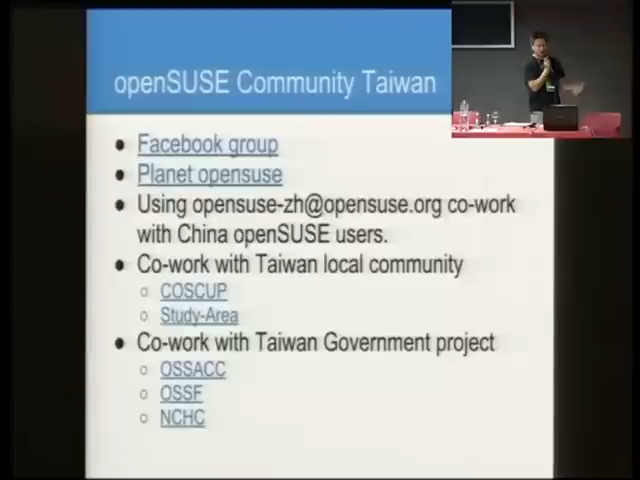 openSUSE Community Taiwan
Facebook group
Planet opensuse
Using opensuse-zh@opensuse.org co-work
with China openSUSE users.
Co-work with Taiwan local community
COSCUP
Study-Area
Co-work with Taiwan Government project
OSSACC
OSSF
NCHC